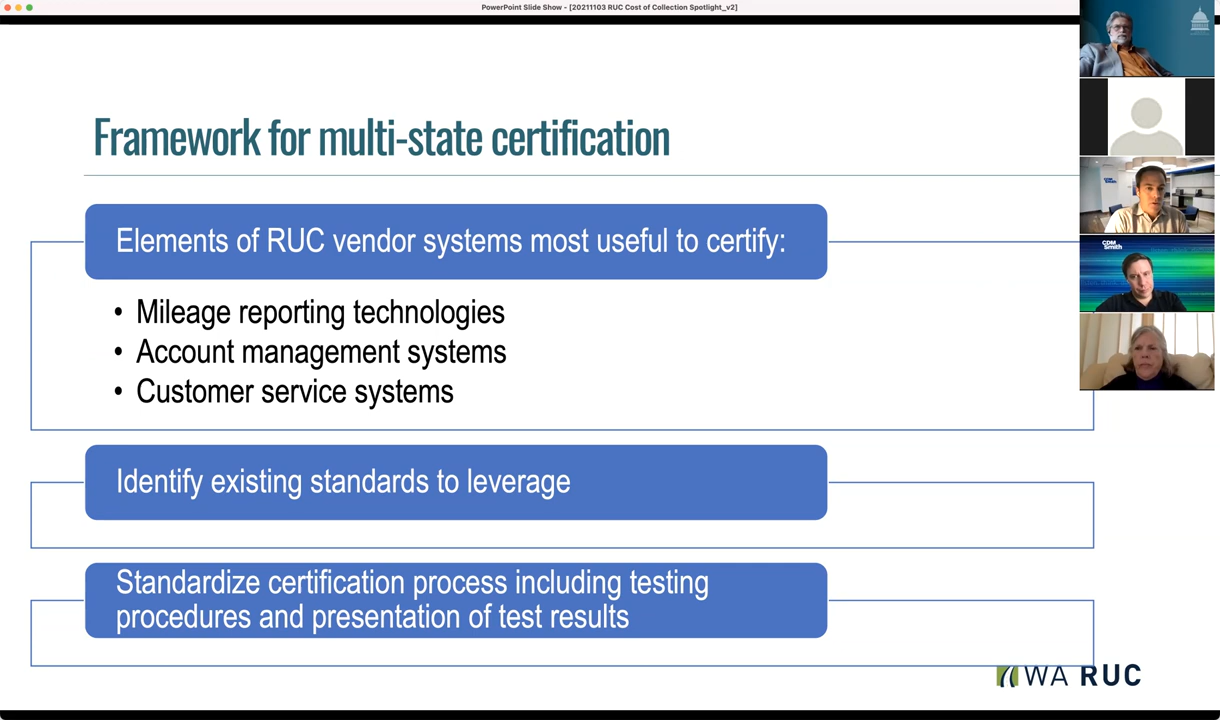 PowerPoint Slide Show - [20211103 RUC Cost of Collection Spotlight_v2]
Framework for multi-state certification
Elements of RUC vendor systems most useful to certify:
• Mileage reporting technologies
• Account management systems
• Customer service systems
Identify existing standards to leverage
Standardize certification process including testing
procedures and presentation of test results
CDM
Smith
WA RUC